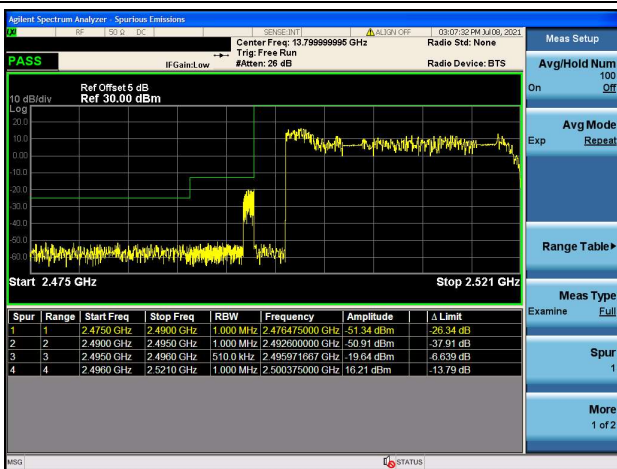 Agilent Spectrum Analyzer - Spurious Emissions
RF 50 Ω DC SENSE:INT ALIGN OFF 03:07:32 PM Jul 08, 2021
Center Freq: 13.799999995 GHz Radio Std: None
Trig: Free Run
PASS IFGain:Low #Atten: 26 dB Radio Device: BTS
Ref Offset 5 dB
10 dB/div Ref 30.00 dBm
Log
20.0
10.0
0.00
-10.0
-20.0
-30.0
-40.0
-50.0
-60.0
Start 2.475 GHz Stop 2.521 GHz
Spur Range Start Freq Stop Freq RBW Frequency Amplitude Δ Limit
1 1 2.4750 GHz 2.4900 GHz 1.000 MHz 2.476475000 GHz -51.34 dBm -26.34 dB
2 2 2.4900 GHz 2.4950 GHz 1.000 MHz 2.492600000 GHz -50.91 dBm -37.91 dB
3 3 2.4950 GHz 2.4960 GHz 510.0 kHz 2.495971667 GHz -19.64 dBm -6.639 dB
4 4 2.4960 GHz 2.5210 GHz 1.000 MHz 2.500375000 GHz 16.21 dBm -13.79 dB
MSG STATUS
Meas Setup
Avg/Hold Num
100
On Off
Avg Mode
Exp Repeat
Range Table
Meas Type
Examine Full
Spur
1
More
1 of 2